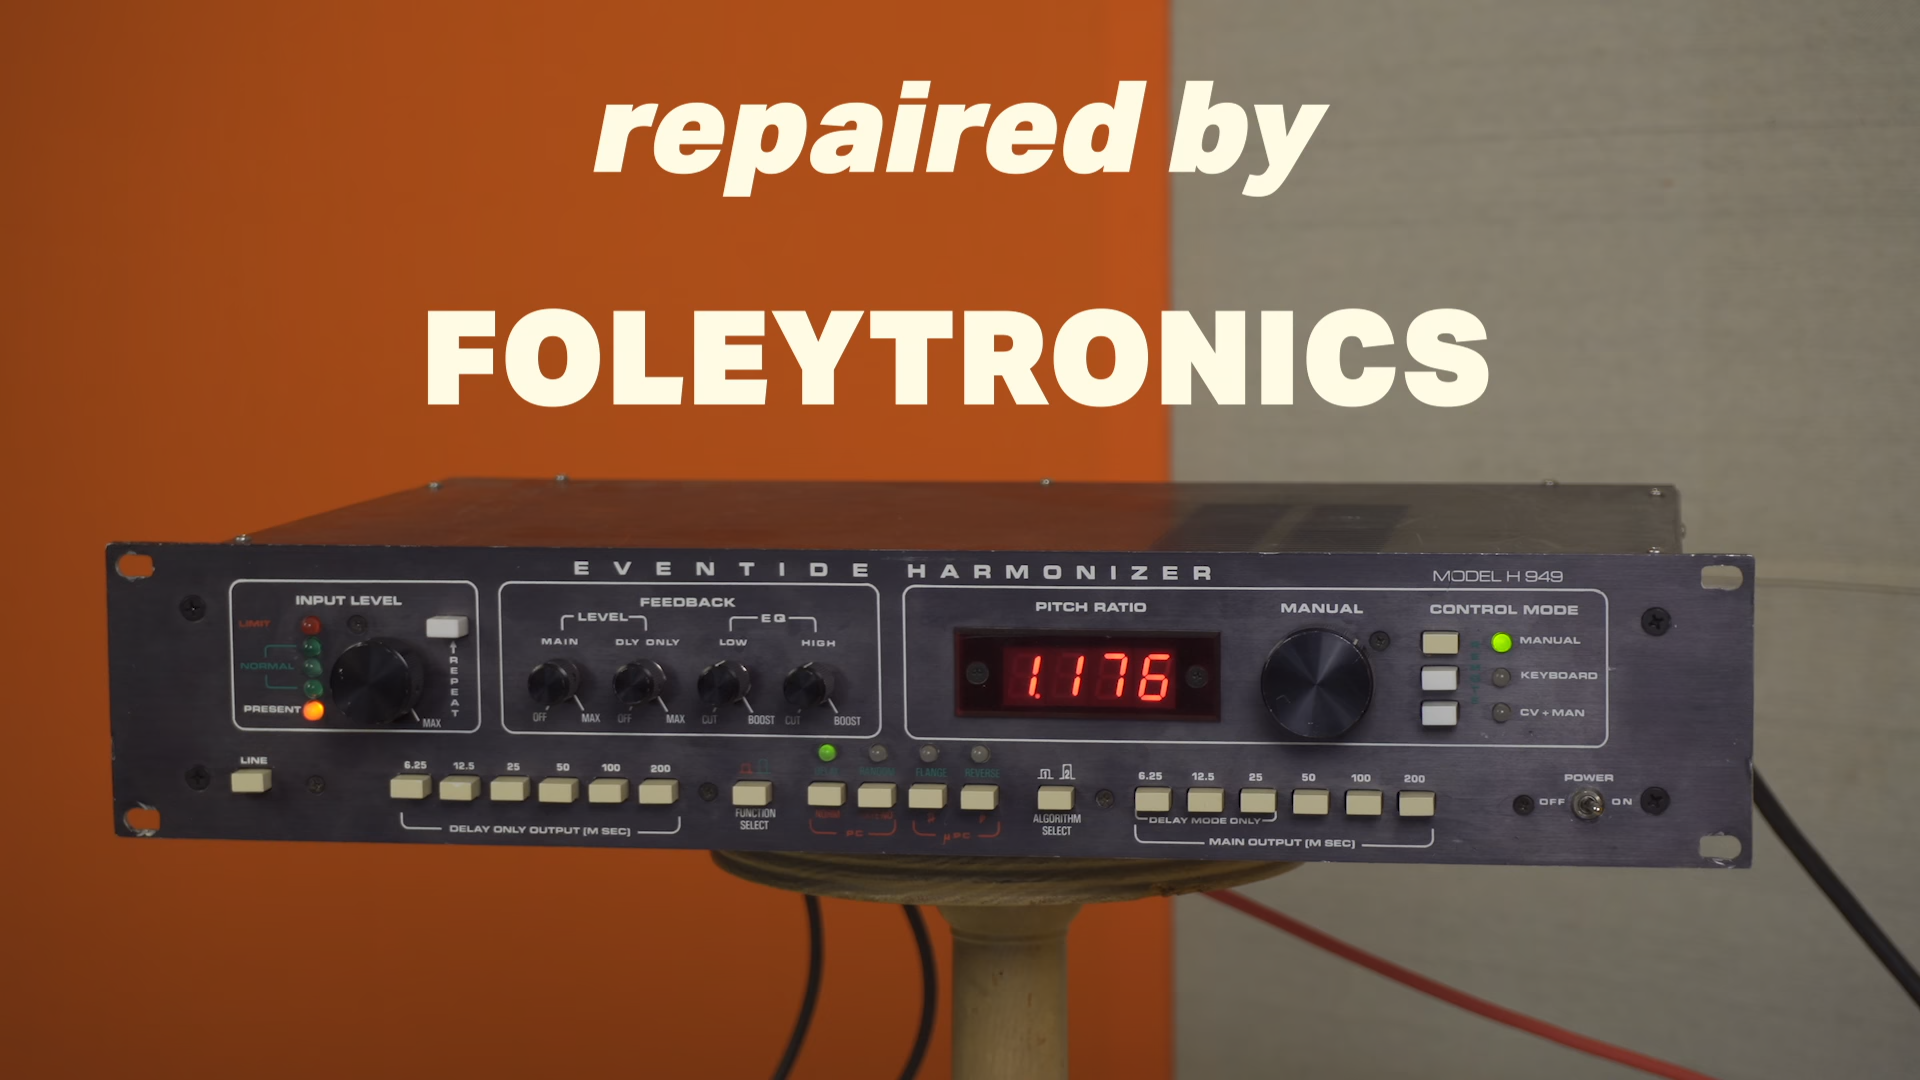 repaired by
FOLEYTRONICS
EVENTIDE HARMONIZER
MODEL H 949
INPUT LEVEL
LIMIT
NORMAL
PRESENT
MAX
REPEAT
FEEDBACK
LEVEL
EQ
MAIN
DLY ONLY
LOW
HIGH
OFF
MAX
OFF
MAX
CUT
BOOST
CUT
BOOST
PITCH RATIO
1.176
MANUAL
CONTROL MODE
MANUAL
KEYBOARD
CV + MAN
LINE
6.25 12.5 25 50 100 200
DELAY ONLY OUTPUT (M SEC)
FUNCTION
SELECT
RANDOM
FLANGE
REVERSE
PC
µPC
ALGORITHM
SELECT
6.25 12.5 25 50 100 200
DELAY MODE ONLY
MAIN OUTPUT (M SEC)
POWER
OFF
ON